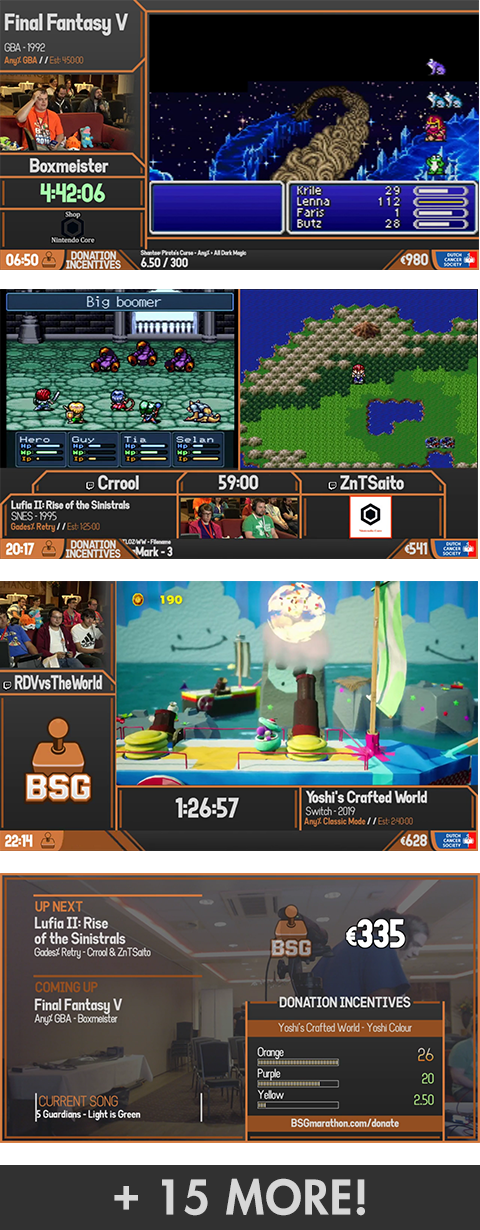 Final Fantasy V
GBA - 1992
Any% GBA // Est: 4:50:00
Boxmeister
4:42:06
Shop
Nintendo Core
Krile 29
Lenna 112
Faris 1
Butz 28
06:50
DONATION
INCENTIVES
Shantae: Pirate's Curse - Any% - All Dark Magic
6.50 / 300
€980
DUTCH
CANCER
SOCIETY
Big boomer
Hero Guy Tia Selan
Hp Hp Hp Hp
Mp Mp Mp Mp
Ip Ip Ip Ip
Crrool
59:00
ZnTSaito
Lufia II: Rise of the Sinistrals
SNES - 1995
Gades% Retry // Est: 1:25:00
20:17
DONATION
INCENTIVES
Mark - 3
€541
DUTCH
CANCER
SOCIETY
190
RDVvsTheWorld
BSG
1:26:57
Yoshi's Crafted World
Switch - 2019
Any% Classic Mode // Est: 2:40:00
22:14
€628
DUTCH
CANCER
SOCIETY
UP NEXT
Lufia II: Rise
of the Sinistrals
Gades% Retry - Crrool & ZnTSaito
COMING UP
Final Fantasy V
Any% GBA - Boxmeister
CURRENT SONG
5 Guardians - Light is Green
BSG
€335
DONATION INCENTIVES
Yoshi's Crafted World - Yoshi Colour
Orange 26
Purple 20
Yellow 2.50
BSGmarathon.com/donate
+ 15 MORE!